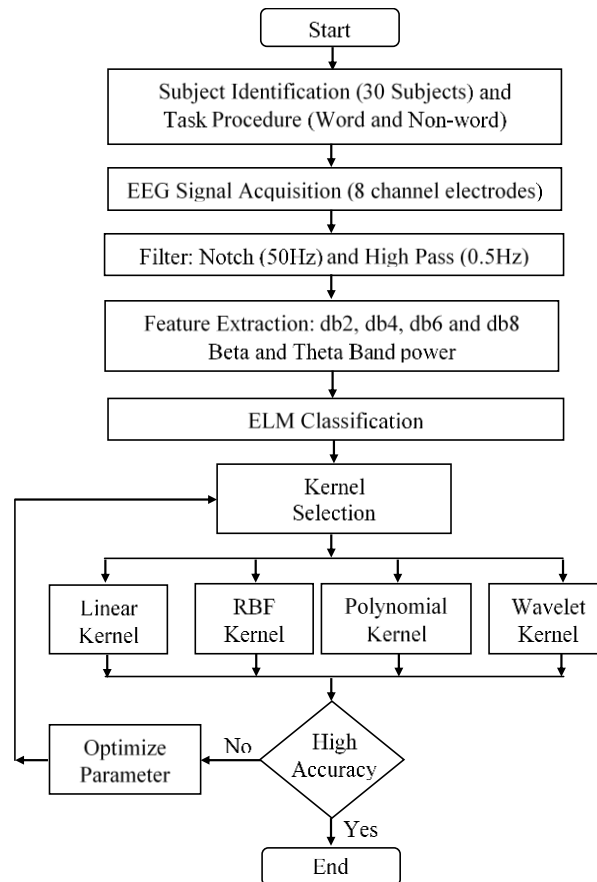 Start
Subject Identification (30 Subjects) and
Task Procedure (Word and Non-word)
EEG Signal Acquisition (8 channel electrodes)
Filter: Notch (50Hz) and High Pass (0.5Hz)
Feature Extraction: db2, db4, db6 and db8
Beta and Theta Band power
ELM Classification
Kernel
Selection
Linear
Kernel
RBF
Kernel
Polynomial
Kernel
Wavelet
Kernel
High
Accuracy
No
Optimize
Parameter
Yes
End